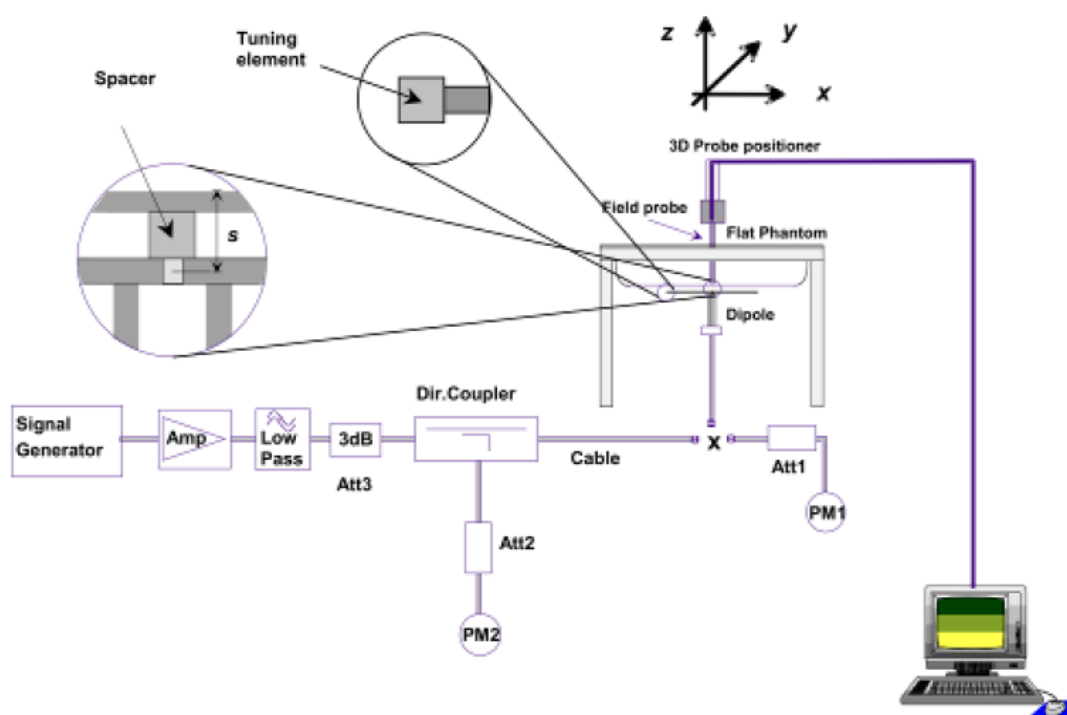 Tuning
element
Spacer
z
y
x
3D Probe positioner
Field probe
Flat Phantom
s
Dipole
Dir.Coupler
Signal
Generator
Amp
Low
Pass
3dB
Att3
Cable
x
Att1
PM1
Att2
PM2